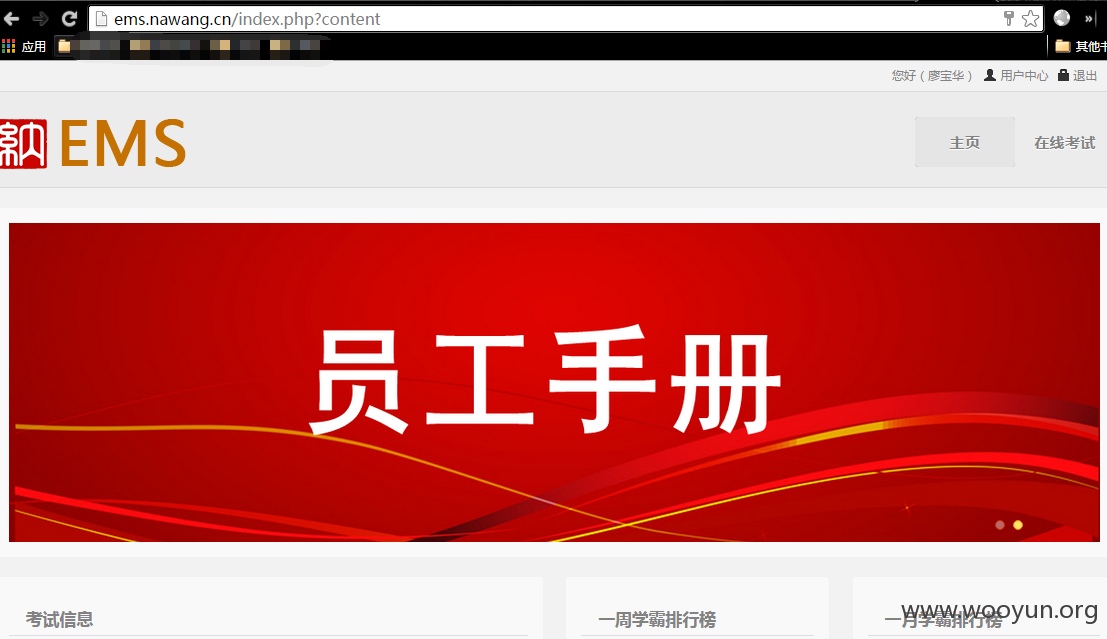 ems.nawang.cn/index.php?content
»
应用
其他书
您好（廖宝华） 用户中心 退出
納 EMS
主页 在线考试
员工手册
考试信息
一周学霸排行榜
一月学霸排行榜
www.wooyun.org